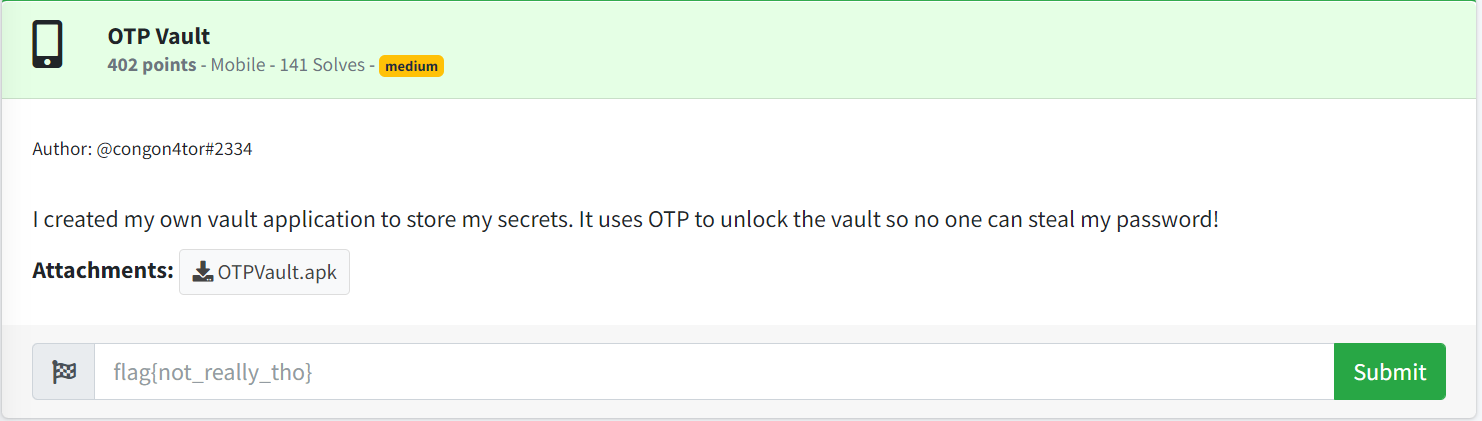 OTP Vault
402 points - Mobile - 141 Solves - medium
Author: @congon4tor#2334
I created my own vault application to store my secrets. It uses OTP to unlock the vault so no one can steal my password!
Attachments: OTPVault.apk
flag{not_really_tho} Submit